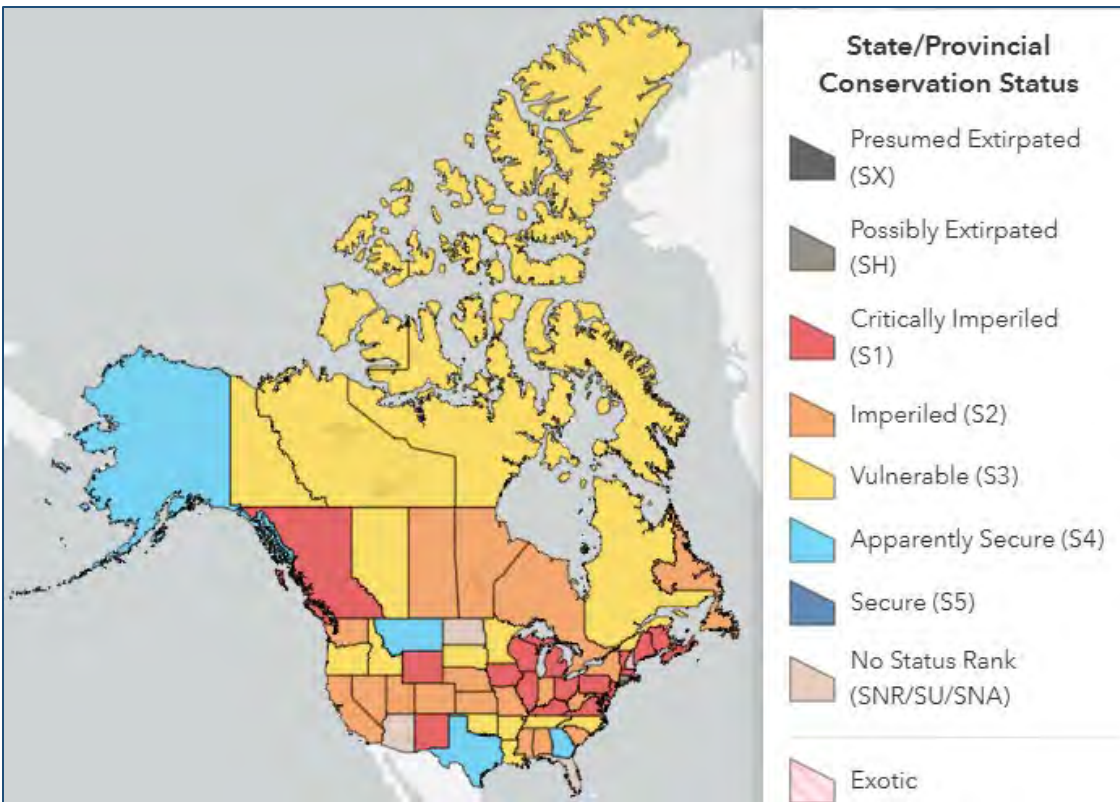 State/Provincial
Conservation Status
Presumed Extirpated
(SX)
Possibly Extirpated
(SH)
Critically Imperiled
(S1)
Imperiled (S2)
Vulnerable (S3)
Apparently Secure (S4)
Secure (S5)
No Status Rank
(SNR/SU/SNA)
Exotic